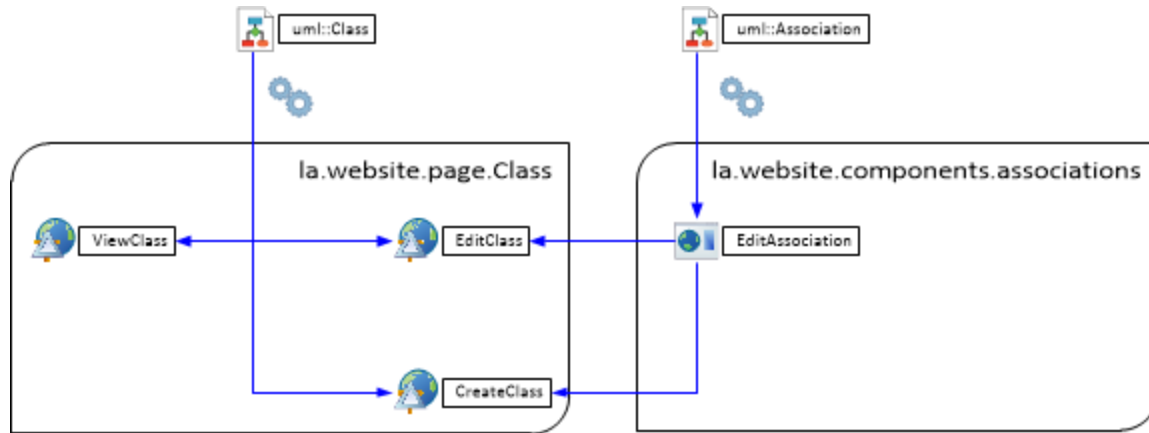 uml::Class
uml::Association
la.website.page.Class
la.website.components.associations
ViewClass
EditClass
EditAssociation
CreateClass